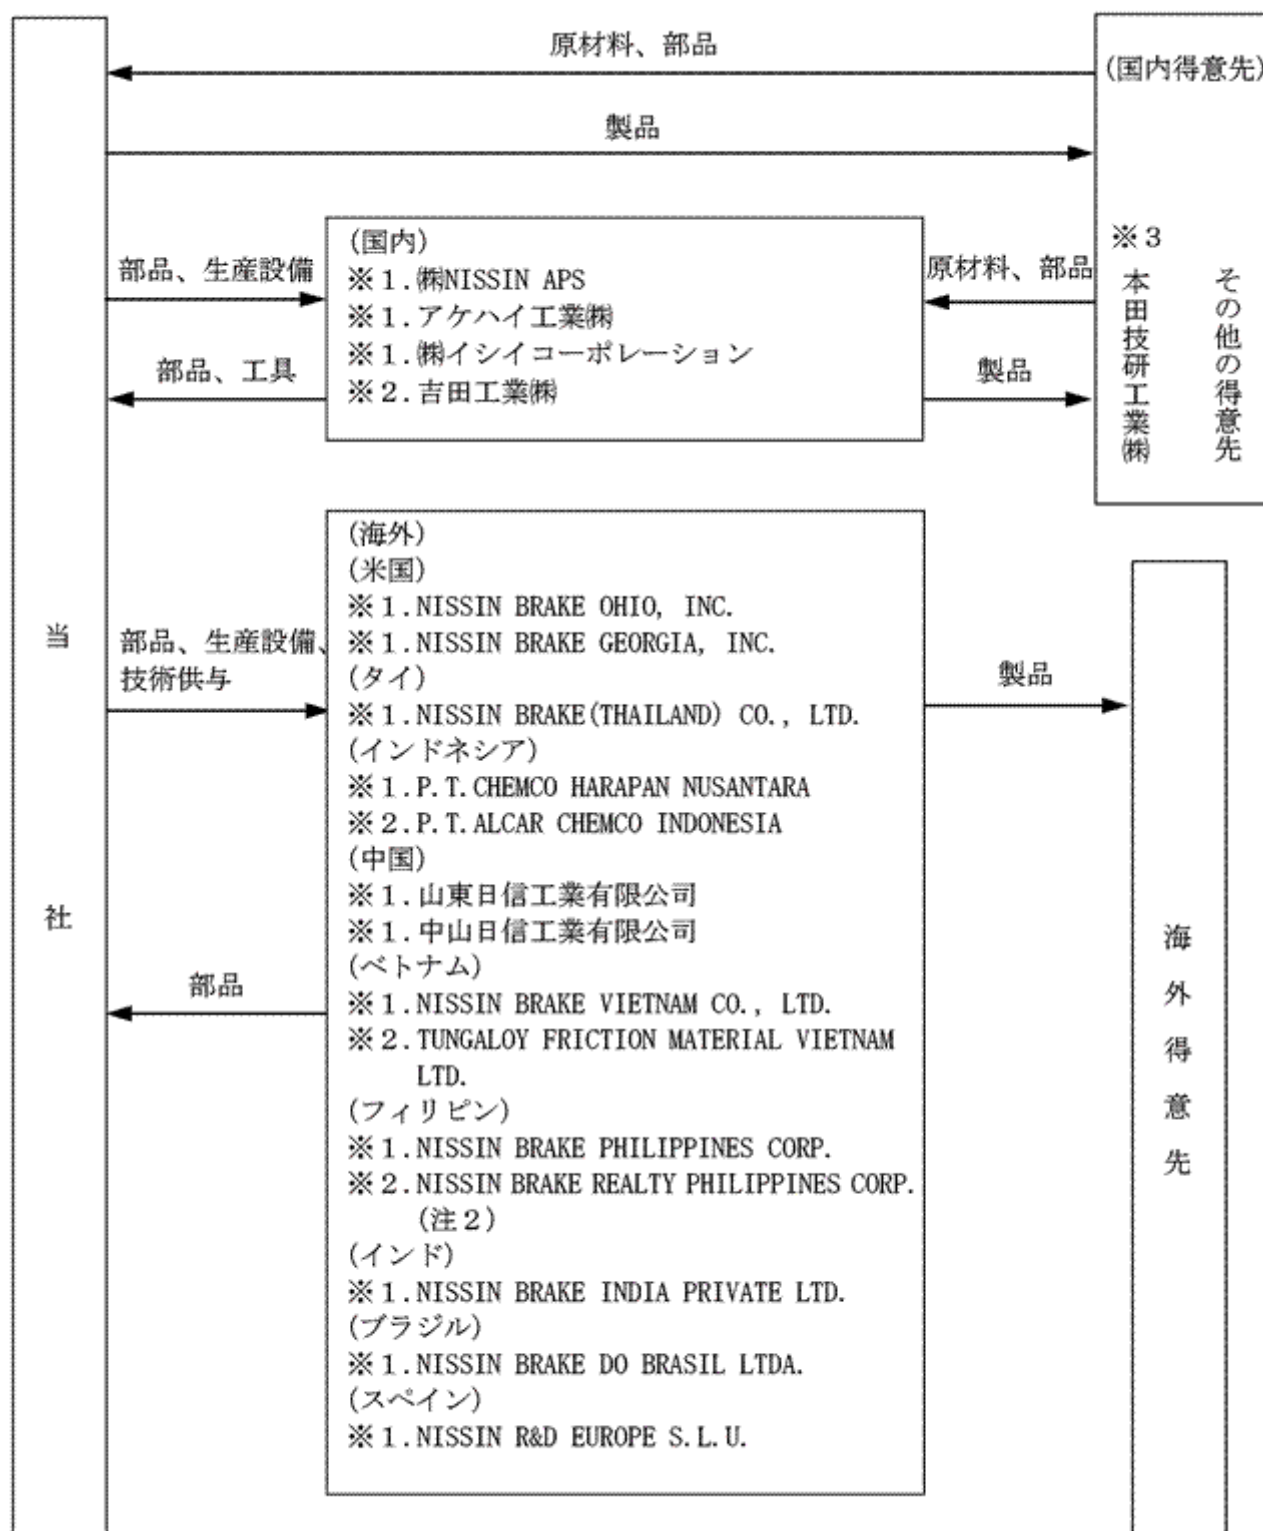 原材料、部品
(国内得意先)
製品
部品、生産設備
部品、工具
(国内)
※1.㈱NISSIN APS
※1.アケハイ工業㈱
※1.㈱イシイコーポレーション
※2.吉田工業㈱
原材料、部品
製品
※3
本田技研工業㈱
その他の得意先
当社
部品、生産設備、
技術供与
部品
(海外)
(米国)
※1.NISSIN BRAKE OHIO, INC.
※1.NISSIN BRAKE GEORGIA, INC.
(タイ)
※1.NISSIN BRAKE(THAILAND) CO., LTD.
(インドネシア)
※1.P.T.CHEMCO HARAPAN NUSANTARA
※2.P.T.ALCAR CHEMCO INDONESIA
(中国)
※1.山東日信工業有限公司
※1.中山日信工業有限公司
(ベトナム)
※1.NISSIN BRAKE VIETNAM CO., LTD.
※2.TUNGALOY FRICTION MATERIAL VIETNAM
LTD.
(フィリピン)
※1.NISSIN BRAKE PHILIPPINES CORP.
※2.NISSIN BRAKE REALTY PHILIPPINES CORP.
(注2)
(インド)
※1.NISSIN BRAKE INDIA PRIVATE LTD.
(ブラジル)
※1.NISSIN BRAKE DO BRASIL LTDA.
(スペイン)
※1.NISSIN R&D EUROPE S.L.U.
製品
海外得意先